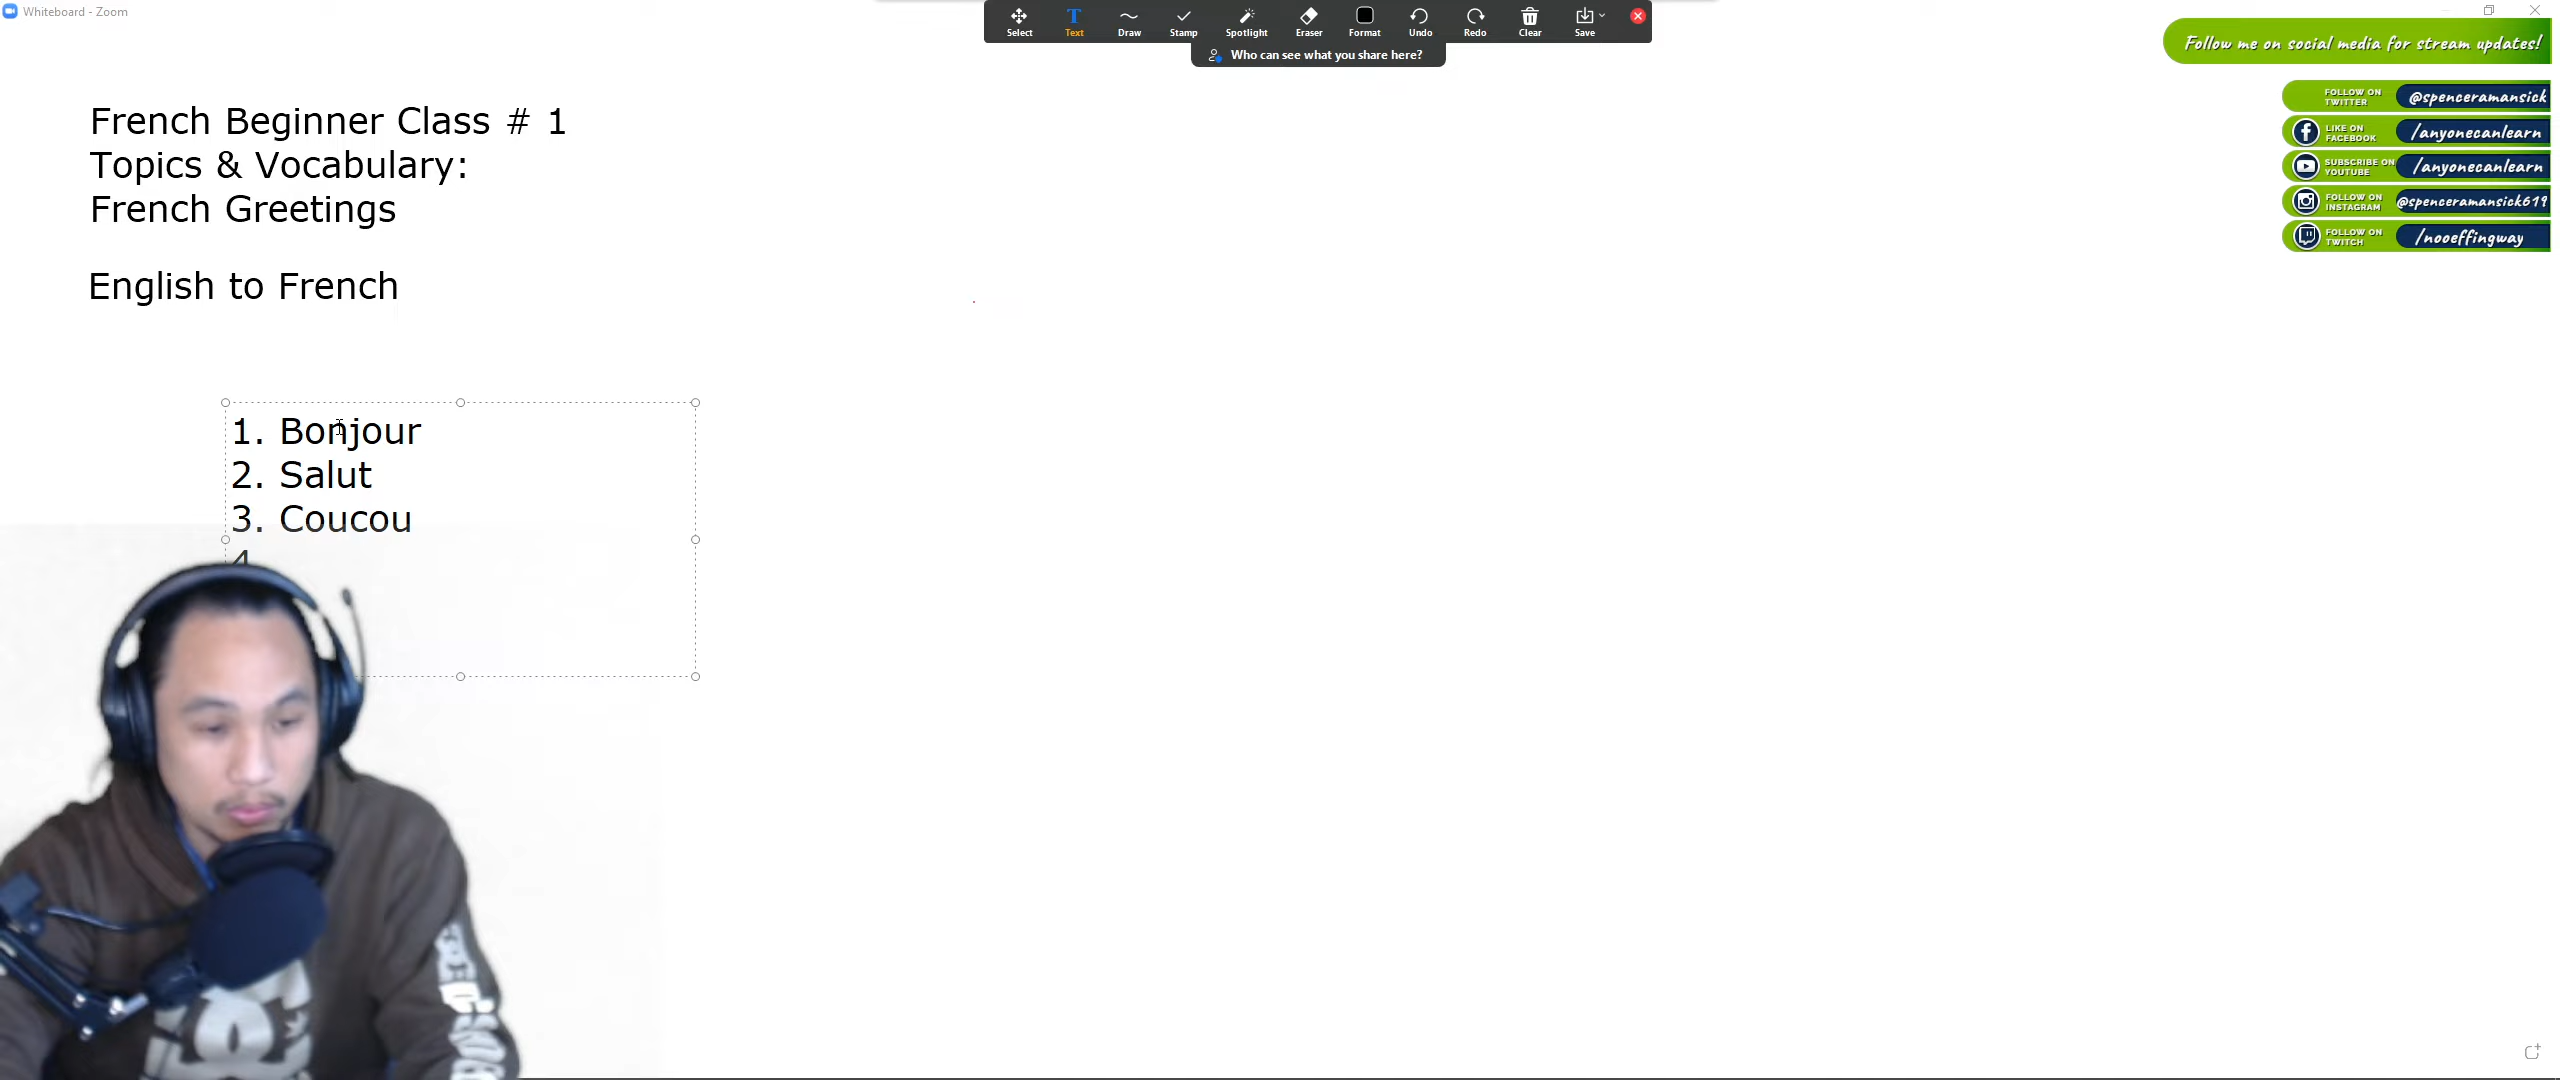 Whiteboard - Zoom
Select Text Draw Stamp Spotlight Eraser Format Undo Redo Clear Save
Who can see what you share here?
Follow me on social media for stream updates!
FOLLOW ON TWITTER @spenceramansick
LIKE ON FACEBOOK /anyonecanlearn
SUBSCRIBE ON YOUTUBE /anyonecanlearn
FOLLOW ON INSTAGRAM @spenceramansick619
FOLLOW ON TWITCH /nooeffingway
French Beginner Class # 1
Topics & Vocabulary:
French Greetings
English to French
1. Bonjour
2. Salut
3. Coucou
4